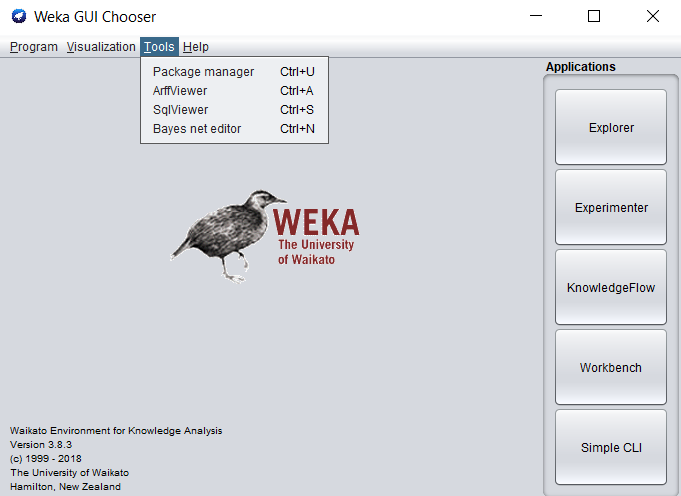 Weka GUI Chooser
Program Visualization Tools Help
Package manager Ctrl+U
ArffViewer Ctrl+A
SqlViewer Ctrl+S
Bayes net editor Ctrl+N
Applications
Explorer
Experimenter
KnowledgeFlow
Workbench
Simple CLI
WEKA
The University
of Waikato
Waikato Environment for Knowledge Analysis
Version 3.8.3
(c) 1999 - 2018
The University of Waikato
Hamilton, New Zealand